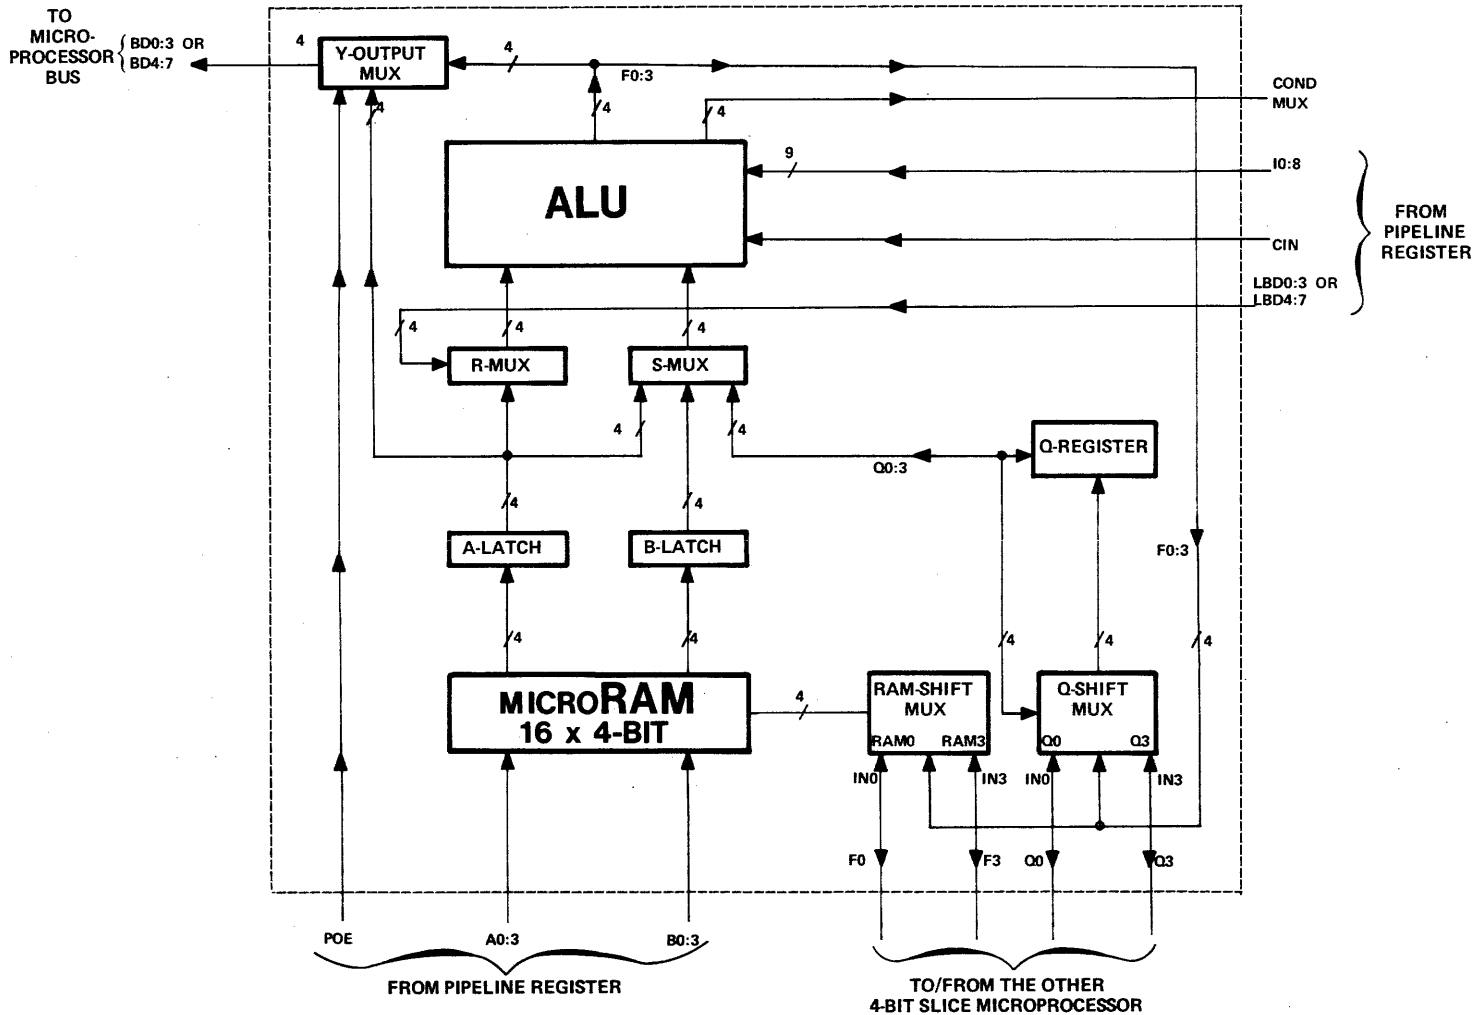 TO
MICRO-
PROCESSOR
BUS
BD0:3 OR
BD4:7
4
Y-OUTPUT
MUX
4
F0:3
4
4
4
COND
MUX
ALU
9
I0:8
CIN
FROM
PIPELINE
REGISTER
LBD0:3 OR
LBD4:7
4
4
4
R-MUX
S-MUX
4
4
Q0:3
Q-REGISTER
4
4
A-LATCH
B-LATCH
F0:3
4
4
4
4
4
MICRORAM
16 x 4-BIT
4
RAM-SHIFT
MUX
RAM0
RAM3
Q-SHIFT
MUX
Q0
Q3
IN0
IN3
IN0
IN3
F0
F3
Q0
Q3
POE
A0:3
B0:3
FROM PIPELINE REGISTER
TO/FROM THE OTHER
4-BIT SLICE MICROPROCESSOR